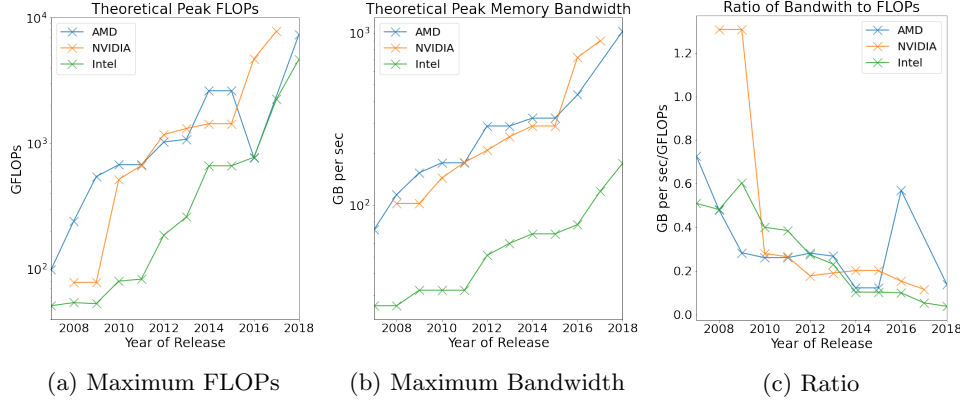 Theoretical Peak FLOPs
10^4
10^3
10^2
GFLOPs
AMD
NVIDIA
Intel
2008 2010 2012 2014 2016 2018
Year of Release
(a) Maximum FLOPs
Theoretical Peak Memory Bandwidth
10^3
10^2
GB per sec
AMD
NVIDIA
Intel
2008 2010 2012 2014 2016 2018
Year of Release
(b) Maximum Bandwidth
Ratio of Bandwith to FLOPs
1.2
1.0
0.8
0.6
0.4
0.2
0.0
GB per sec/GFLOPs
AMD
NVIDIA
Intel
2008 2010 2012 2014 2016 2018
Year of Release
(c) Ratio